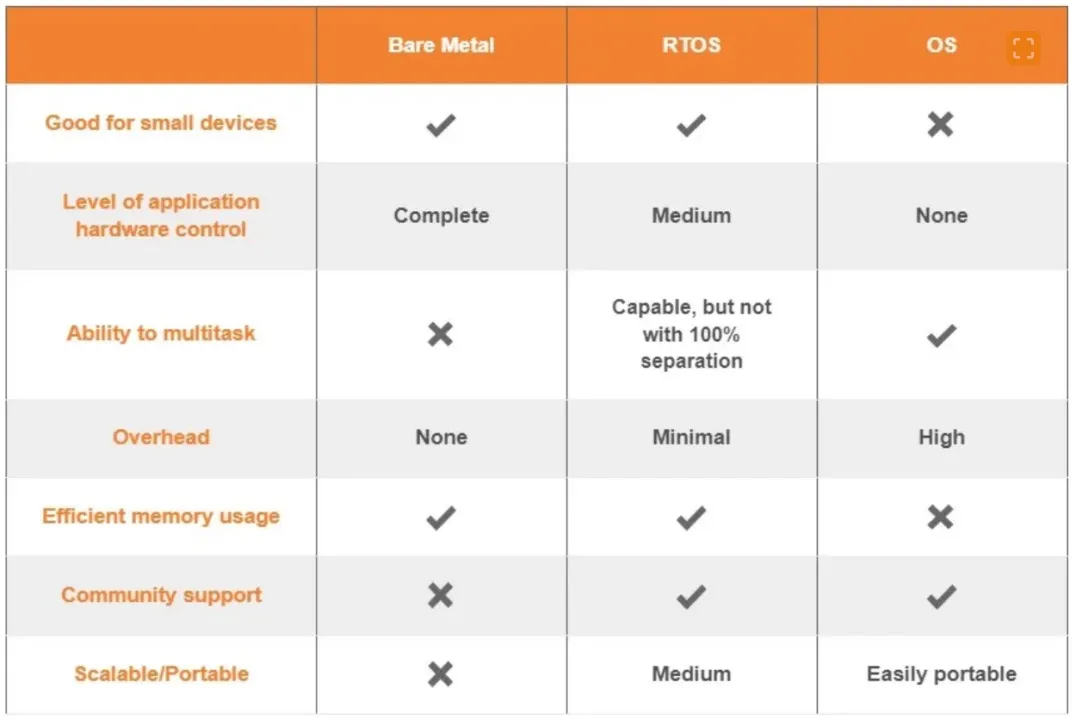 Bare Metal RTOS OS
Good for small devices ✔ ✔ ✖
Level of application
hardware control
Complete Medium None
Ability to multitask ✖
Capable, but not
with 100%
separation
✔
Overhead None Minimal High
Efficient memory usage ✔ ✔ ✖
Community support ✖ ✔ ✔
Scalable/Portable ✖ Medium Easily portable